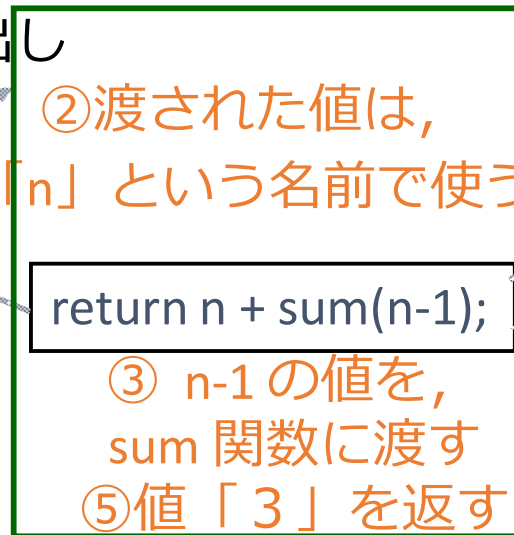 出し
②渡された値は,
「n」という名前で使う
return n + sum(n-1);
③ n-1 の値を,
sum 関数に渡す
⑤値「３」を返す